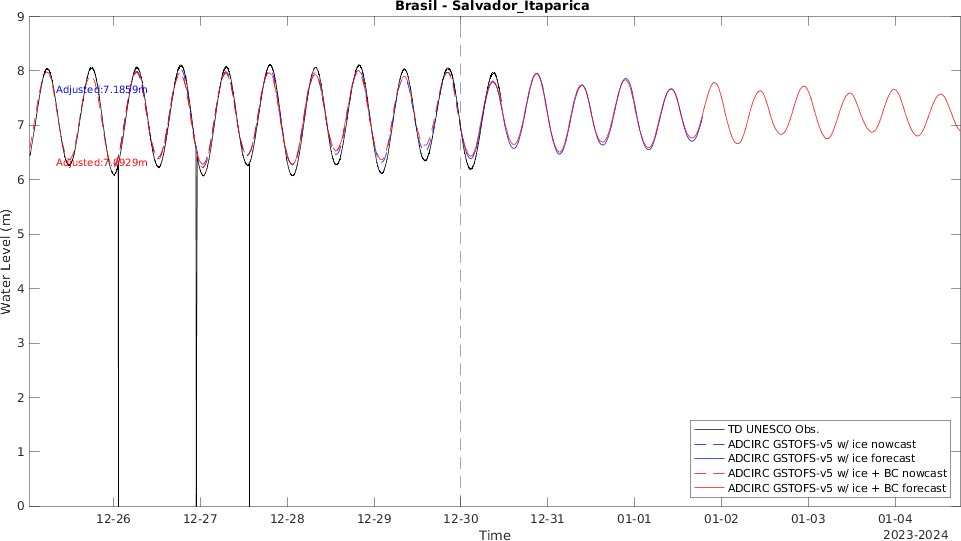 Brasil - Salvador_Itaparica
9
8
7
6
5
4
3
2
1
0
Water Level (m)
Adjusted:7.1859m
TD UNESCO Obs.
ADCIRC GSTOFS-v5 w/ ice nowcast
ADCIRC GSTOFS-v5 w/ ice forecast
ADCIRC GSTOFS-v5 w/ ice + BC nowcast
ADCIRC GSTOFS-v5 w/ ice + BC forecast
12-26
12-27
12-28
12-29
12-30
12-31
01-01
01-02
01-03
01-04
Time
2023-2024